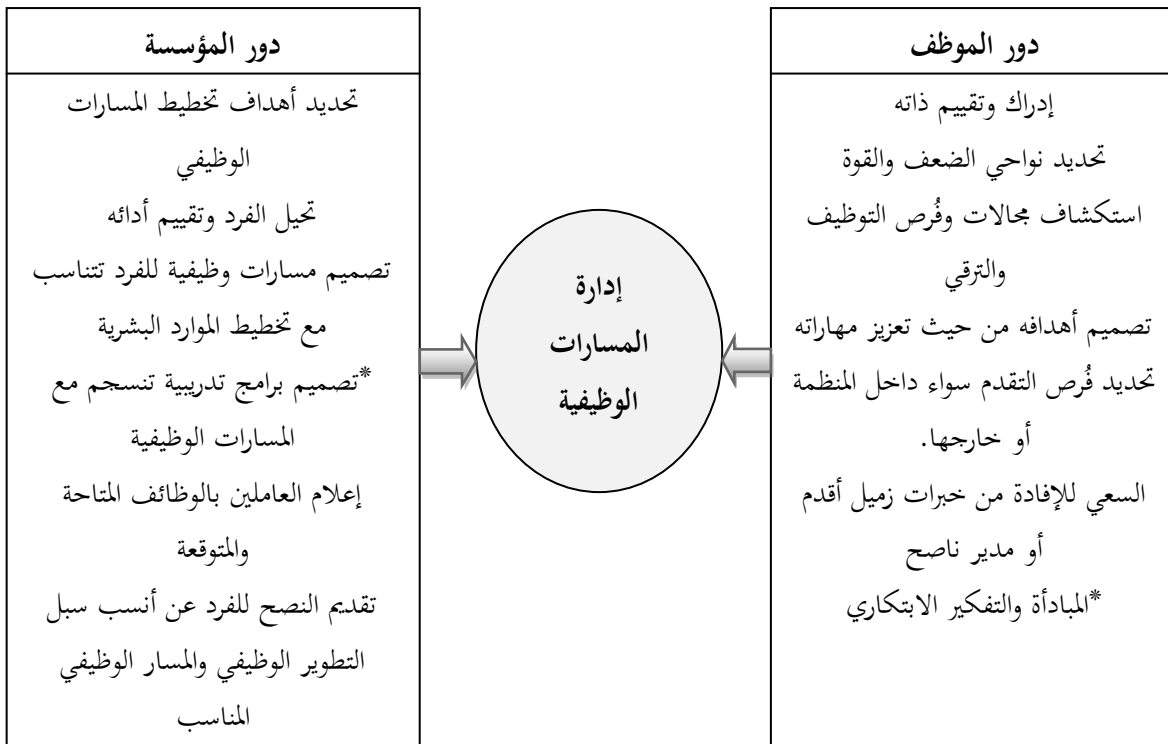 دور الموظف
إدراك وتقييم ذاته
تحديد نواحي الضعف والقوة
استكشاف مجالات وفُرص التوظيف
والترقي
تصميم أهدافه من حيث تعزيز مهاراته
تحديد فُرص التقدم سواء داخل المنظمة
أو خارجها.
السعي للإفادة من خبرات زميل أقدم
أو مدير ناصح
*المبادأة والتفكير الابتكاري
إدارة
المسارات
الوظيفية
دور المؤسسة
تحديد أهداف تخطيط المسارات
الوظيفي
تحيل الفرد وتقييم أدائه
تصميم مسارات وظيفية للفرد تتناسب
مع تخطيط الموارد البشرية
*تصميم برامج تدريبية تنسجم مع
المسارات الوظيفية
إعلام العاملين بالوظائف المتاحة
والمتوقعة
تقديم النصح للفرد عن أنسب سبل
التطوير الوظيفي والمسار الوظيفي
المناسب